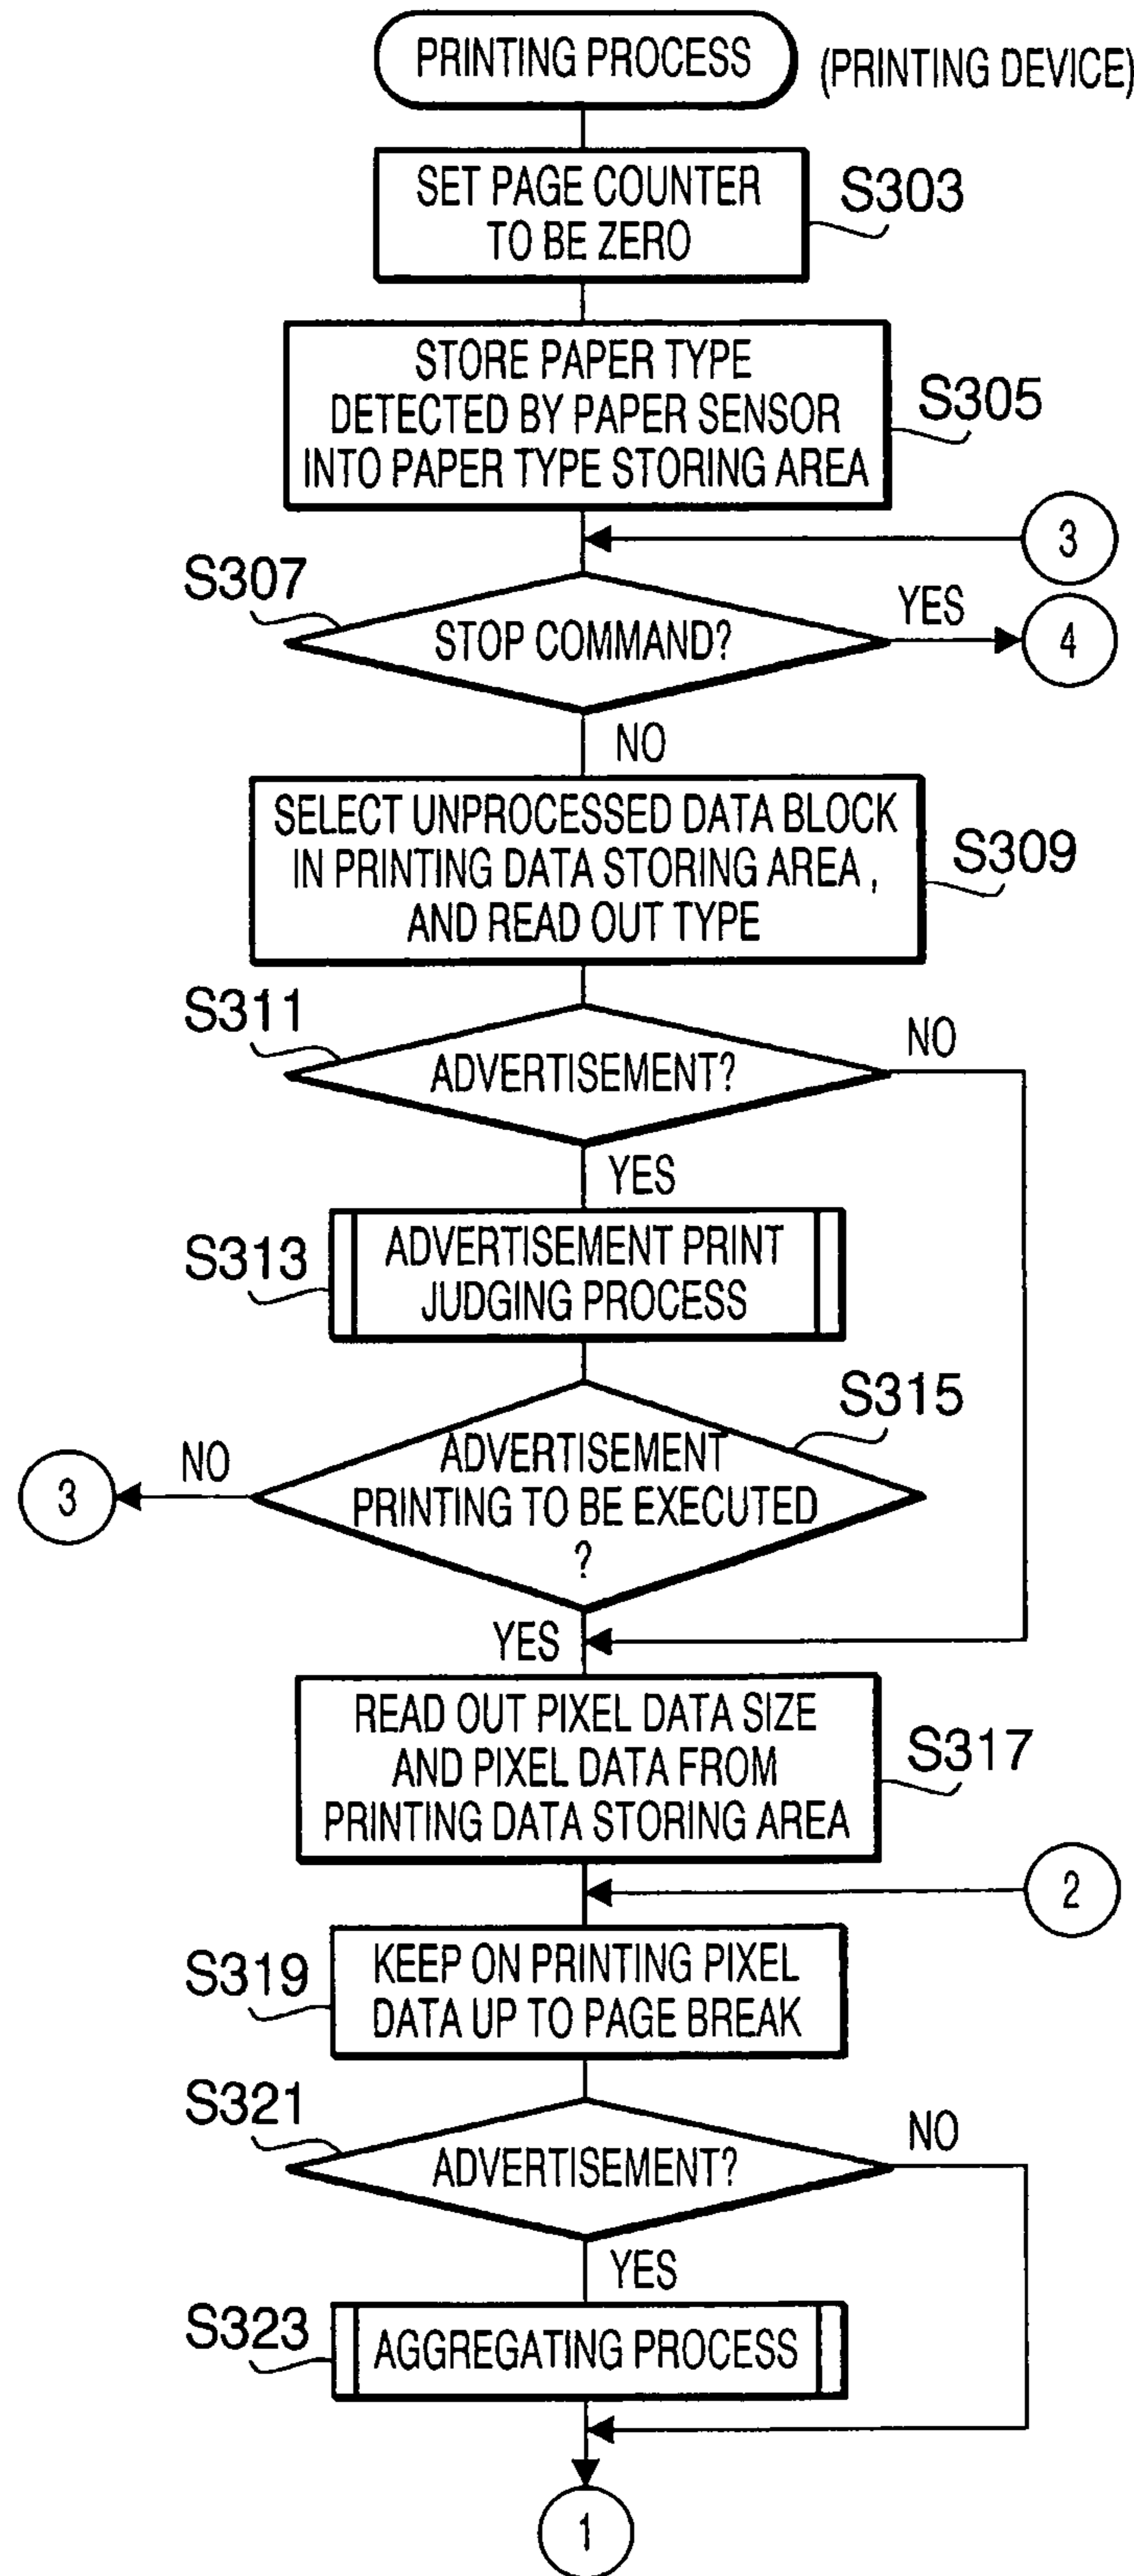 PRINTING PROCESS
(PRINTING DEVICE)
SET PAGE COUNTER
TO BE ZERO
S303
STORE PAPER TYPE
DETECTED BY PAPER SENSOR
INTO PAPER TYPE STORING AREA
S305
3
S307
STOP COMMAND?
YES
4
NO
SELECT UNPROCESSED DATA BLOCK
IN PRINTING DATA STORING AREA ,
AND READ OUT TYPE
S309
S311
ADVERTISEMENT?
NO
YES
S313
ADVERTISEMENT PRINT
JUDGING PROCESS
S315
ADVERTISEMENT
PRINTING TO BE EXECUTED
?
NO
3
YES
READ OUT PIXEL DATA SIZE
AND PIXEL DATA FROM
PRINTING DATA STORING AREA
S317
2
S319
KEEP ON PRINTING PIXEL
DATA UP TO PAGE BREAK
S321
ADVERTISEMENT?
NO
YES
S323
AGGREGATING PROCESS
1